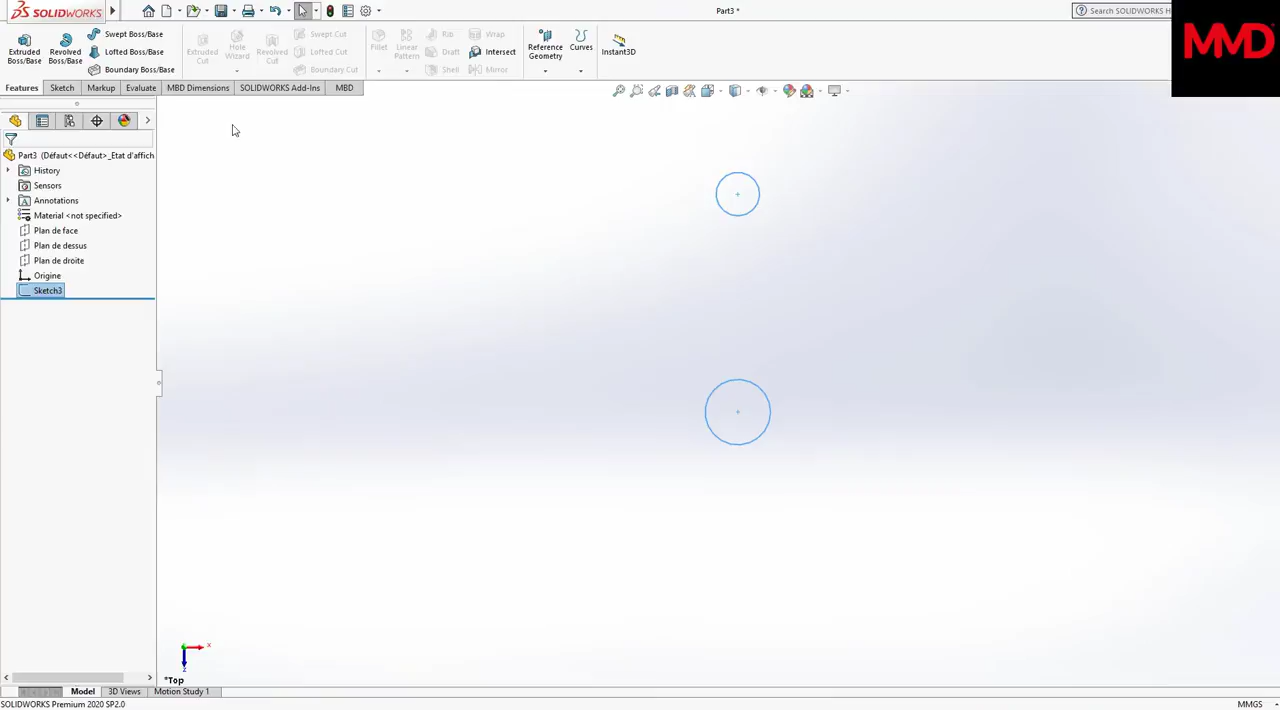 SOLIDWORKS
Part3 *
Search SOLIDWORKS H
MMD
Extruded Boss/Base
Revolved Boss/Base
Swept Boss/Base
Lofted Boss/Base
Boundary Boss/Base
Extruded Cut
Hole Wizard
Revolved Cut
Swept Cut
Lofted Cut
Boundary Cut
Fillet
Linear Pattern
Rib
Draft
Shell
Wrap
Intersect
Mirror
Reference Geometry
Curves
Instant3D
Features
Sketch
Markup
Evaluate
MBD Dimensions
SOLIDWORKS Add-Ins
MBD
Part3 (Défaut<<Défaut>_Etat d'affich
History
Sensors
Annotations
Material <not specified>
Plan de face
Plan de dessus
Plan de droite
Origine
Sketch3
x
z
*Top
Model
3D Views
Motion Study 1
SOLIDWORKS Premium 2020 SP2.0
MMGS